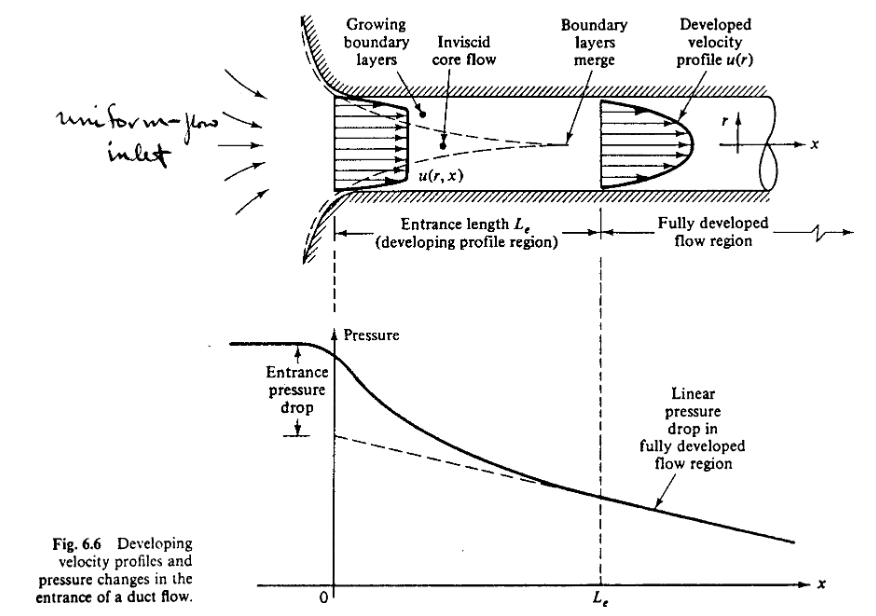 Growing
boundary
layers
Inviscid
core flow
Boundary
layers
merge
Developed
velocity
profile u(r)
uniform-flow
inlet
r
x
u(r, x)
Entrance length Le
(developing profile region)
Fully developed
flow region
Pressure
Entrance
pressure
drop
Linear
pressure
drop in
fully developed
flow region
Fig. 6.6 Developing
velocity profiles and
pressure changes in the
entrance of a duct flow.
0
Le
x